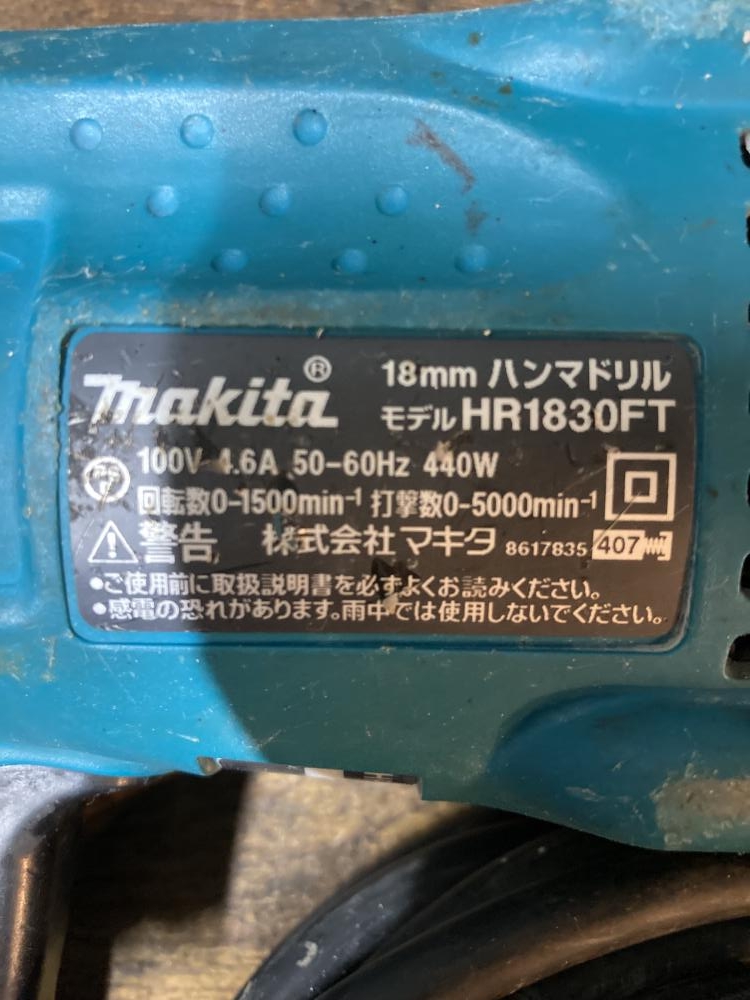 makita® 18mm ハンマドリル
モデル HR1830FT
100V 4.6A 50-60Hz 440W
回転数0-1500min-1 打撃数0-5000min-1
警告 株式会社マキタ 8617835 407
•ご使用前に取扱説明書を必ずよくお読みください。
•感電の恐れがあります。雨中では使用しないでください。